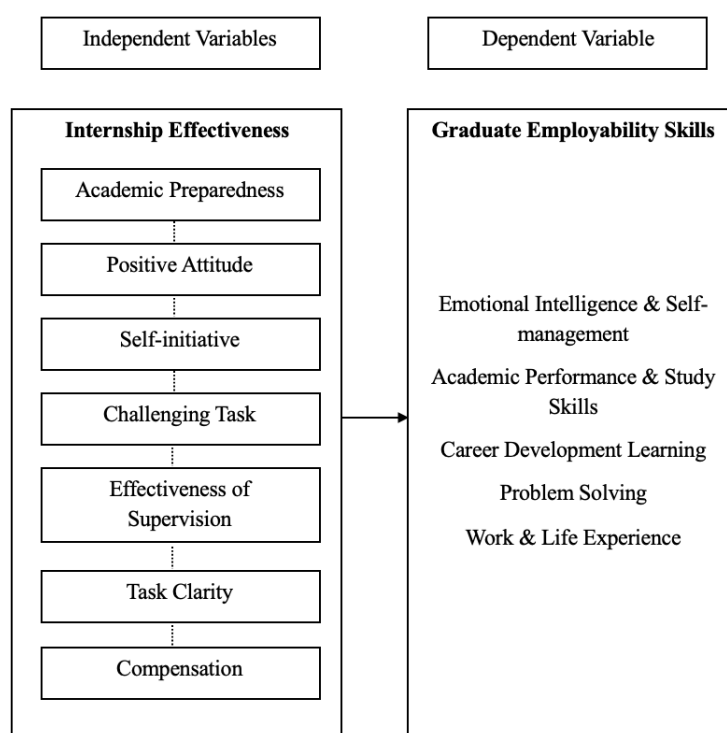 Independent Variables
Dependent Variable
Internship Effectiveness
Academic Preparedness
Positive Attitude
Self-initiative
Challenging Task
Effectiveness of
Supervision
Task Clarity
Compensation
Graduate Employability Skills
Emotional Intelligence & Self-
management
Academic Performance & Study
Skills
Career Development Learning
Problem Solving
Work & Life Experience